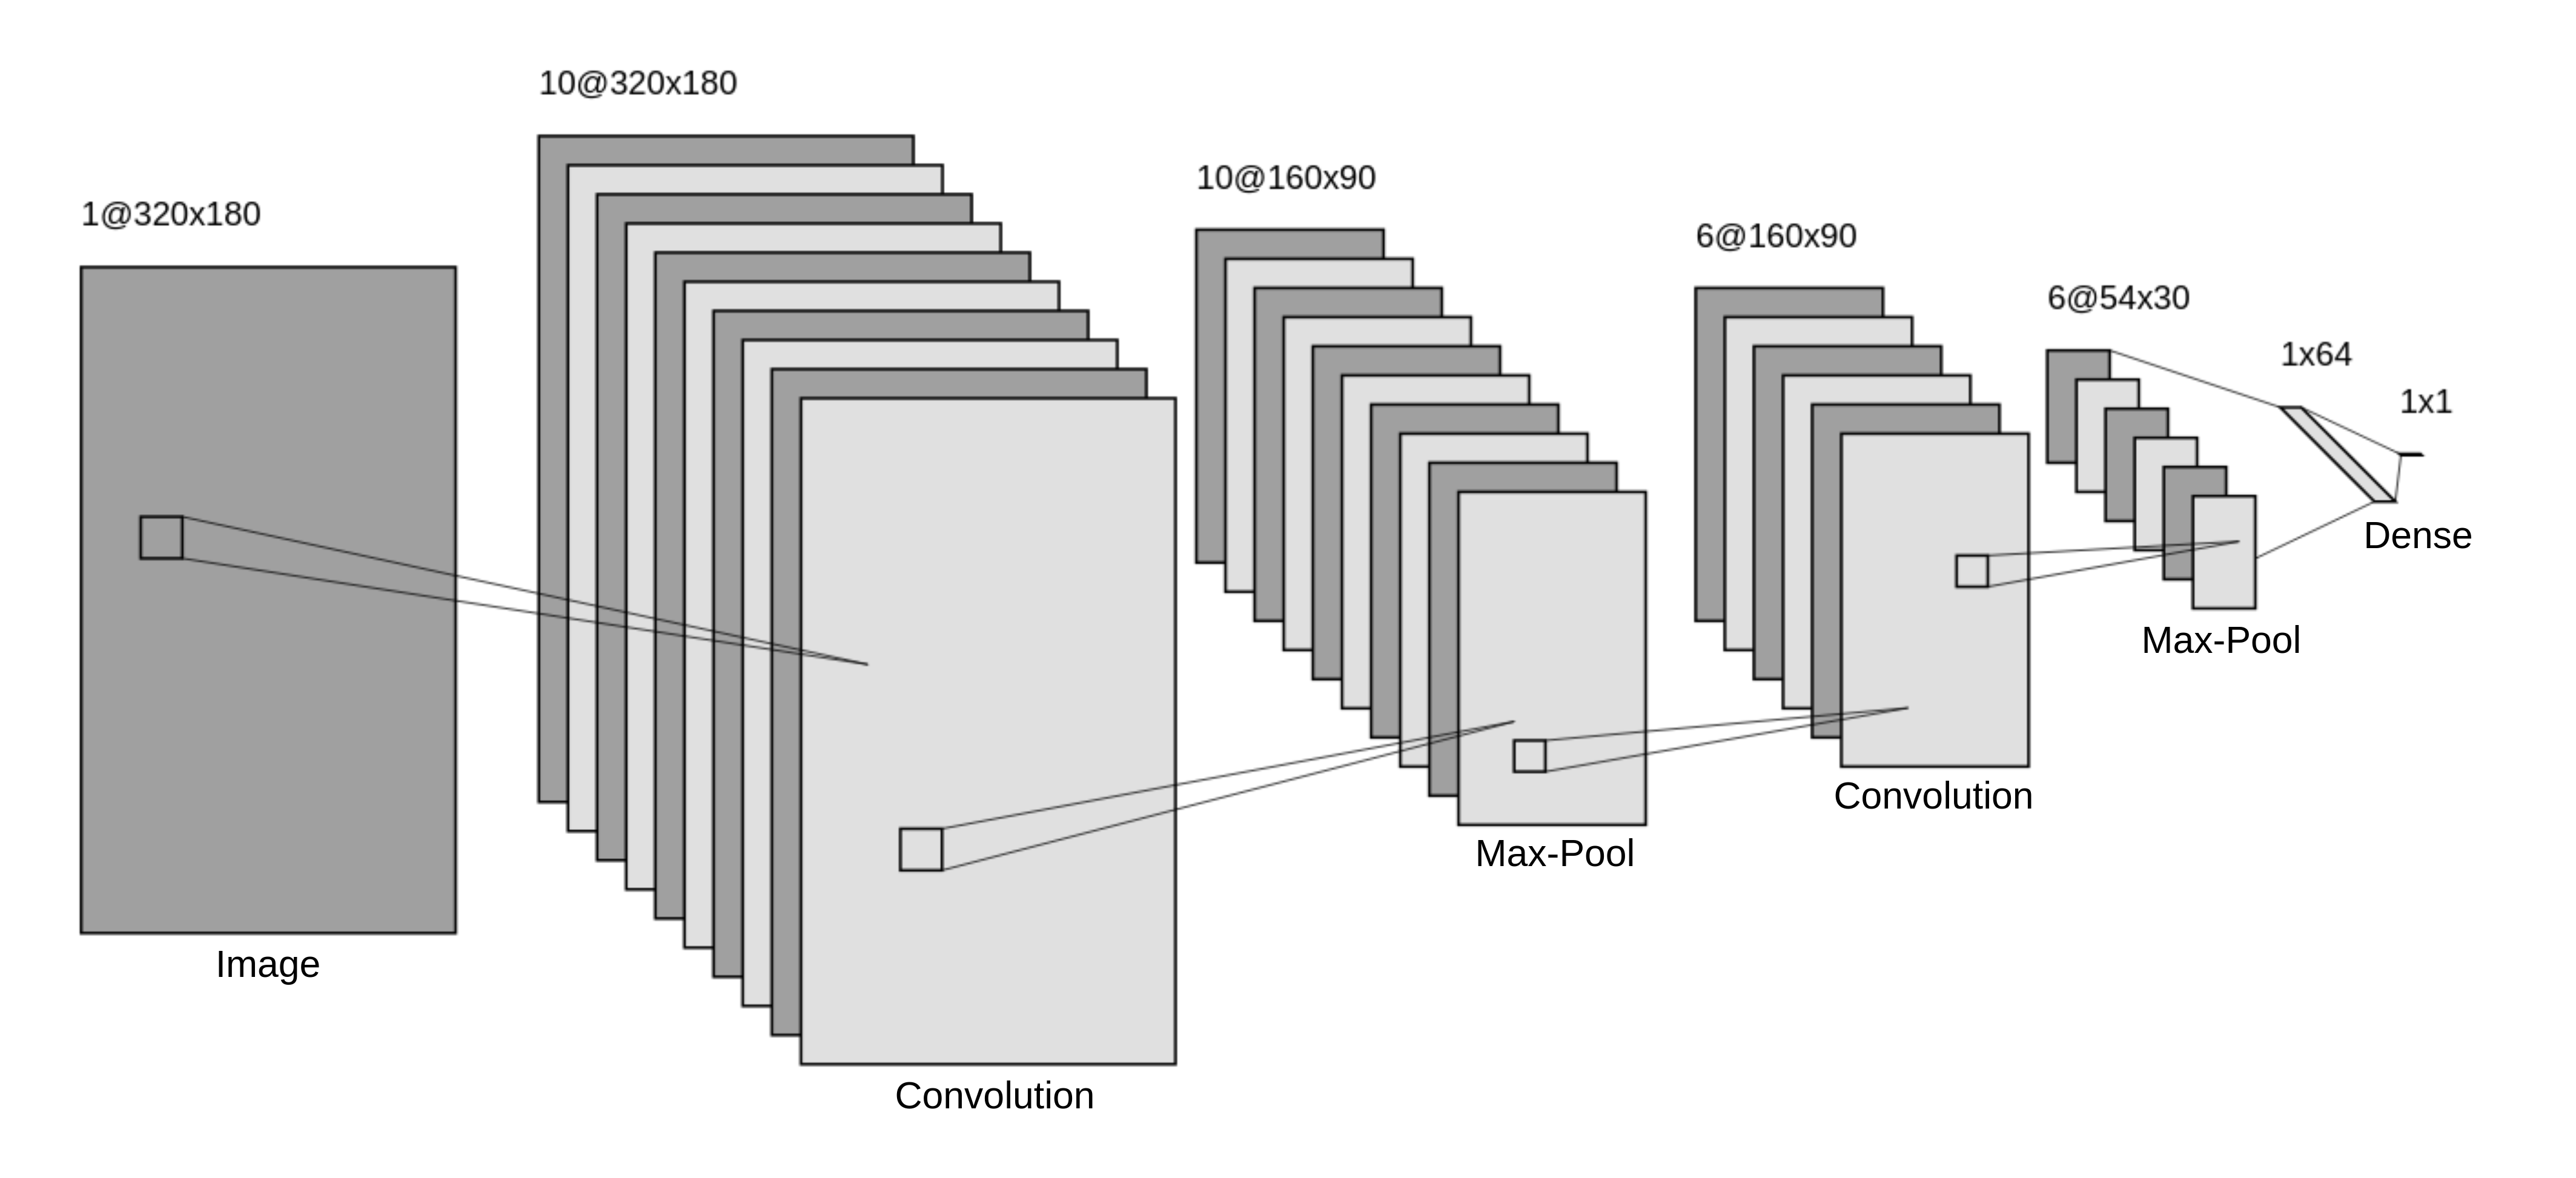 1@320x180
Image
10@320x180
Convolution
10@160x90
Max-Pool
6@160x90
Convolution
6@54x30
Max-Pool
1x64
1x1
Dense